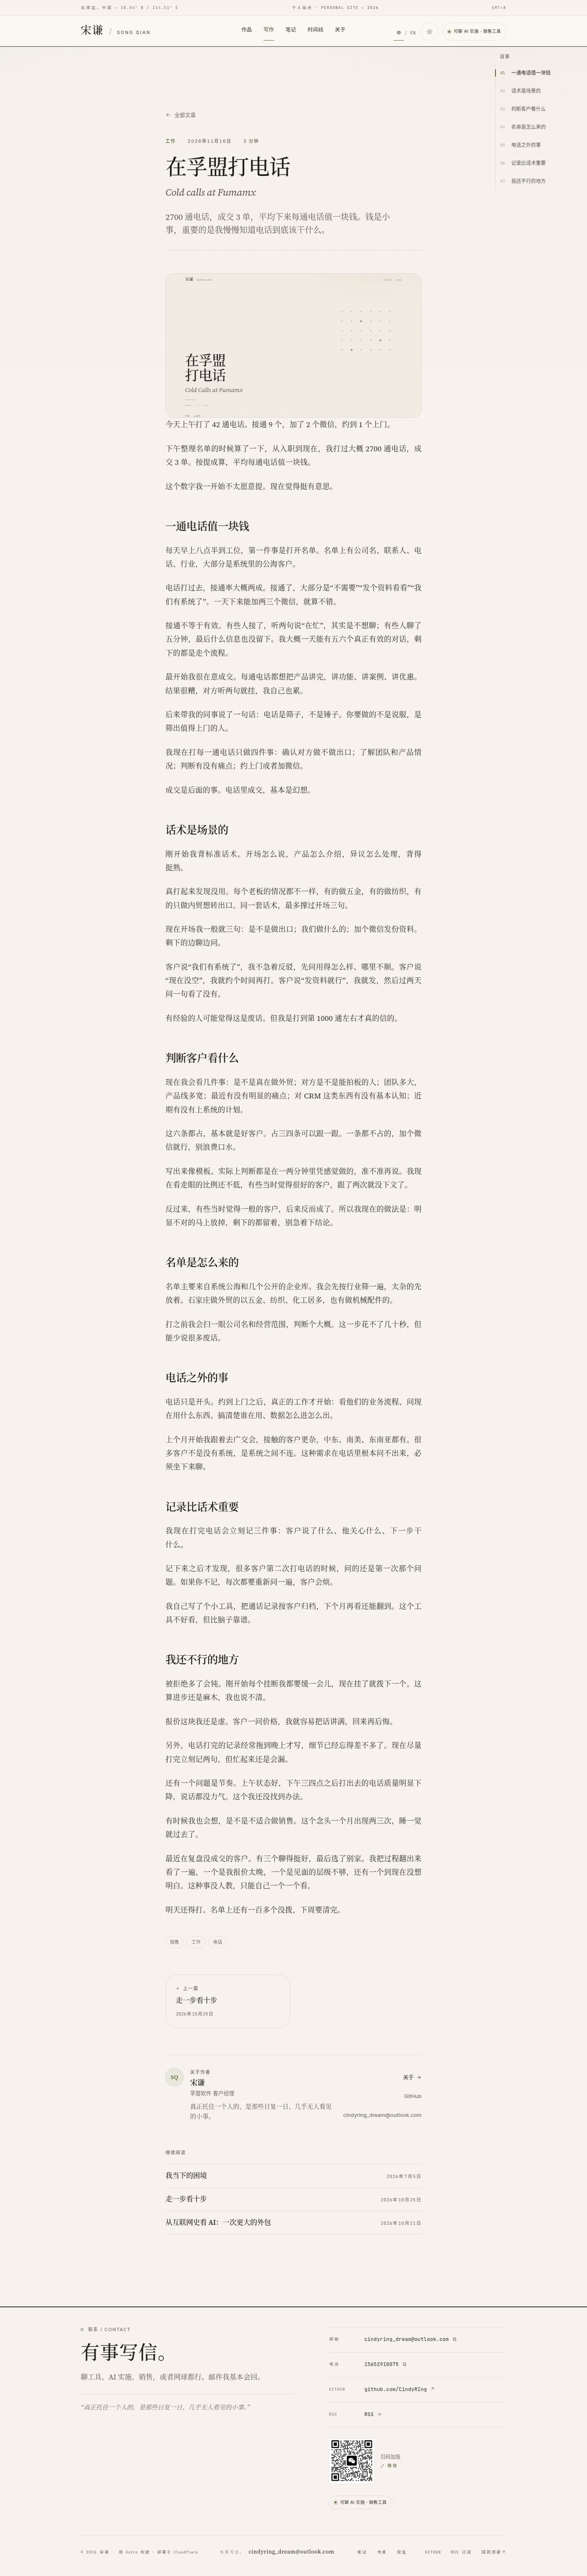 个人站点 · PERSONAL SITE — 2026
GMT+8
宋谦 / SONG QIAN
作品
写作
笔记
时间线
关于
中 / EN
可聊 AI 实施 · 销售工具
目录
01 一通电话值一块钱
02 话术是场景的
03 判断客户看什么
04 名单是怎么来的
05 电话之外的事
06 记录比话术重要
07 我还不行的地方
← 全部文章
工作 2026年11月16日 3 分钟
在孚盟打电话
Cold calls at Fumamx
2700 通电话，成交 3 单，平均下来每通电话值一块钱。钱是小
事，重要的是我慢慢知道电话到底该干什么。
宋谦
在孚盟
打电话
Cold Calls at Fumamx
今天上午打了 42 通电话。接通 9 个，加了 2 个微信，约到 1 个上门。
下午整理名单的时候算了一下，从入职到现在，我打过大概 2700 通电话，成
交 3 单。按提成算，平均每通电话值一块钱。
这个数字我一开始不太愿意提。现在觉得挺有意思。
一通电话值一块钱
每天早上八点半到工位，第一件事是打开名单。名单上有公司名、联系人、电
话、行业，大部分是系统里的公海客户。
电话打过去，接通率大概两成。接通了，大部分是“不需要”“发个资料看看”“我
们有系统了”。一天下来能加两三个微信，就算不错。
接通不等于有效。有些人接了，听两句说“在忙”，其实是不想聊；有些人聊了
五分钟，最后什么信息也没留下。我大概一天能有五六个真正有效的对话，剩
下的都是走个流程。
最开始我很在意成交。每通电话都想把产品讲完，讲功能、讲案例、讲优惠。
结果很糟，对方听两句就挂，我自己也累。
后来带我的同事说了一句话：电话是筛子，不是锤子。你要做的不是说服，是
筛出值得上门的人。
我现在打每一通电话只做四件事：确认对方做不做出口；了解团队和产品情
况；判断有没有痛点；约上门或者加微信。
成交是后面的事。电话里成交，基本是幻想。
话术是场景的
刚开始我背标准话术。开场怎么说，产品怎么介绍，异议怎么处理，背得
挺熟。
真打起来发现没用。每个老板的情况都不一样，有的做五金，有的做纺织，有
的只做内贸想转出口。同一套话术，最多撑过开场三句。
现在开场我一般就三句：是不是做出口；我们做什么的；加个微信发份资料。
剩下的边聊边问。
客户说“我们有系统了”，我不急着反驳，先问用得怎么样、哪里不顺。客户说
“现在没空”，我就约个时间再打。客户说“发资料就行”，我就发，然后过两天
问一句看了没有。
有经验的人可能觉得这是废话。但我是打到第 1000 通左右才真的信的。
判断客户看什么
现在我会看几件事：是不是真在做外贸；对方是不是能拍板的人；团队多大，
产品线多宽；最近有没有明显的痛点；对 CRM 这类东西有没有基本认知；近
期有没有上系统的计划。
这六条都占，基本就是好客户。占三四条可以跟一跟。一条都不占的，加个微
信就行，别浪费口水。
写出来像模板。实际上判断都是在一两分钟里凭感觉做的，准不准再说。我现
在看走眼的比例还不低，有些当时觉得很好的客户，跟了两次就没下文了。
反过来，有些当时觉得一般的客户，后来反而成了。所以我现在的做法是：明
显不对的马上放掉，剩下的都留着，别急着下结论。
名单是怎么来的
名单主要来自系统公海和几个公开的企业库。我会先按行业筛一遍，太杂的先
放着。石家庄做外贸的以五金、纺织、化工居多，也有做机械配件的。
打之前我会扫一眼公司名和经营范围，判断个大概。这一步花不了几十秒，但
能少说很多废话。
电话之外的事
电话只是开头。约到上门之后，真正的工作才开始：看他们的业务流程、问现
在用什么东西、搞清楚谁在用、数据怎么进怎么出。
上个月开始我跟着去广交会，接触的客户更杂，中东、南美、东南亚都有。很
多客户不是没有系统，是系统之间不连。这种需求在电话里根本问不出来，必
须坐下来聊。
记录比话术重要
我现在打完电话会立刻记三件事：客户说了什么、他关心什么、下一步干
什么。
记下来之后才发现，很多客户第二次打电话的时候，问的还是第一次那个问
题。如果你不记，每次都要重新问一遍，客户会烦。
我自己写了个小工具，把通话记录按客户归档，下个月再看还能翻到。这个工
具不好看，但比脑子靠谱。
我还不行的地方
被拒绝多了会钝。刚开始每个挂断我都要缓一会儿，现在挂了就拨下一个。这
算进步还是麻木，我也说不清。
报价这块我还是虚。客户一问价格，我就容易把话讲满，回来再后悔。
另外，电话打完的记录经常拖到晚上才写，细节已经忘得差不多了。现在尽量
打完立刻记两句，但忙起来还是会漏。
还有一个问题是节奏。上午状态好，下午三四点之后打出去的电话质量明显下
降，说话都没力气。这个我还没找到办法。
有时候我也会想，是不是不适合做销售。这个念头一个月出现两三次，睡一觉
就过去了。
最近在复盘没成交的客户。有三个聊得挺好，最后选了别家。我把过程翻出来
看了一遍，一个是我报价太晚，一个是见面的层级不够，还有一个到现在没想
明白。这种事没人教，只能自己一个一个看。
明天还得打。名单上还有一百多个没拨，下周要清完。
销售
工作
电话
← 上一篇
走一步看十步
2026年10月25日
SQ
关于作者
宋谦
孚盟软件 客户经理
真正托住一个人的，是那些日复一日、几乎无人看见
的小事。
关于 →
GitHub
cindyring_dream@outlook.com
继续阅读
我当下的困境 2026年7月5日
走一步看十步 2026年10月25日
从互联网史看 AI：一次更大的外包 2026年10月21日
联系 / CONTACT
有事写信。
聊工具、AI 实施、销售，或者网球都行。邮件我基本会回。
“真正托住一个人的，是那些日复一日、几乎无人看见的小事。”
邮箱 cindyring_dream@outlook.com
电话 15652910075
GITHUB github.com/CindyRIng ↗
RSS RSS →
扫码加我
微信
可聊 AI 实施 · 销售工具
© 2026 宋谦 · 用 Astro 构建 · 部署于 Cloudflare
cindyring_dream@outlook.com
笔记
书单
现在
GITHUB
RSS 订阅
回到顶部 ↑